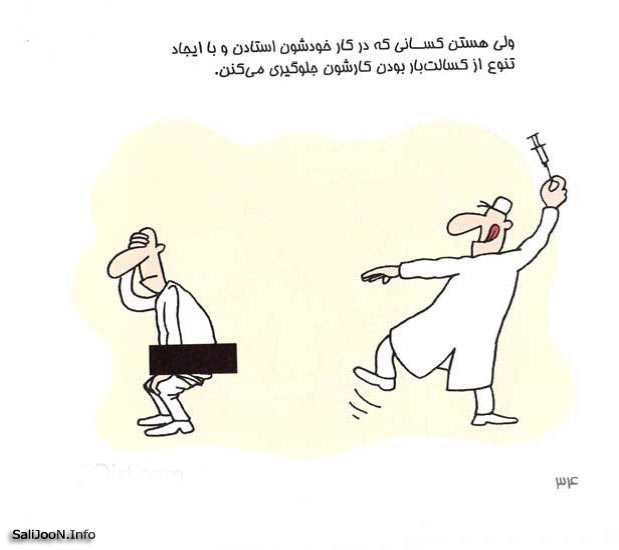 ولی هستن کسـانی که در کار خودشون استادن و با ایجاد
تنوع از کسالت‌بار بودن کارشون جلوگیری می‌کنن.
۳۴
SaliJooN.Info